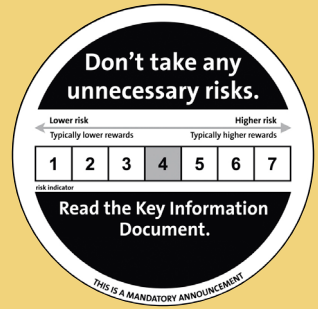 Don't take any
unnecessary risks.
Lower risk Higher risk
Typically lower rewards Typically higher rewards
1 2 3 4 5 6 7
risk indicator
Read the Key Information
Document.
THIS IS A MANDATORY ANNOUNCEMENT